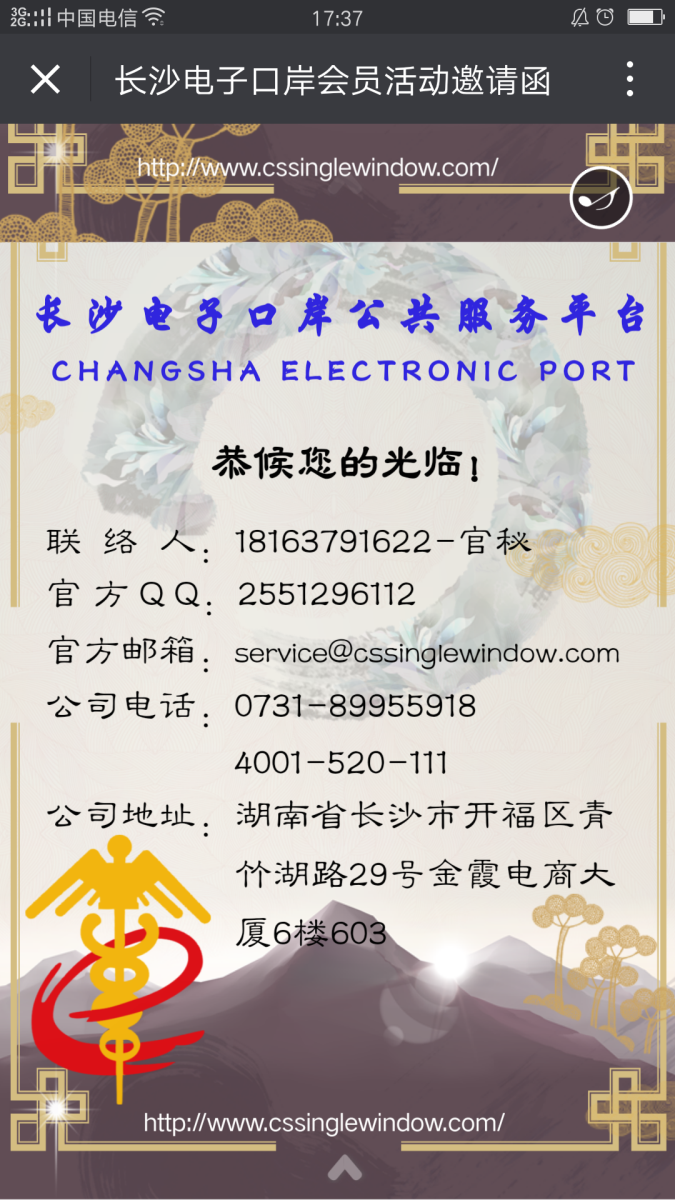 3G 2G 中国电信 17:37
长沙电子口岸会员活动邀请函
http://www.cssinglewindow.com/
长沙电子口岸公共服务平台
CHANGSHA ELECTRONIC PORT
恭候您的光临!
联络人: 18163791622-官秘
官方QQ: 2551296112
官方邮箱: service@cssinglewindow.com
公司电话: 0731-89955918
4001-520-111
公司地址: 湖南省长沙市开福区青
竹湖路29号金霞电商大
厦6楼603
http://www.cssinglewindow.com/